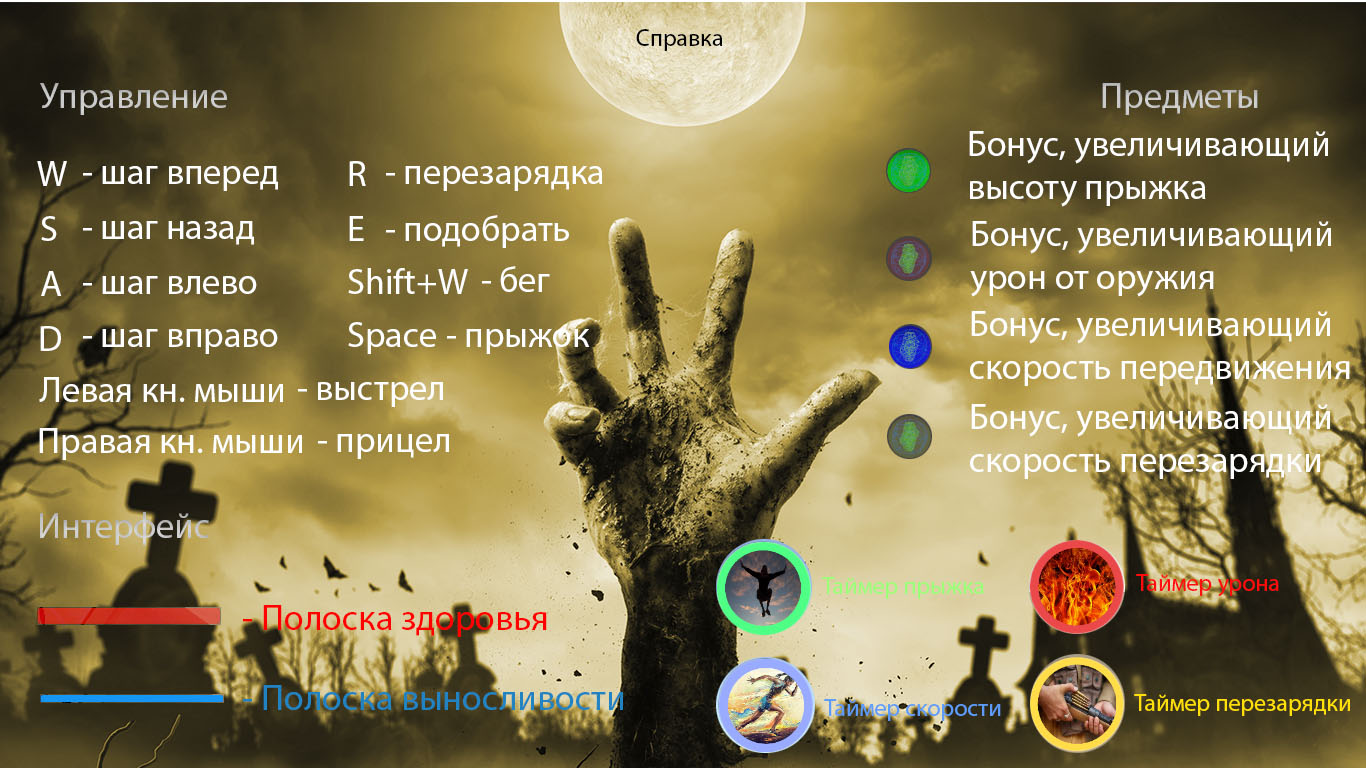 Справка
Управление
W - шаг вперед
S - шаг назад
A - шаг влево
D - шаг вправо
R - перезарядка
E - подобрать
Shift+W - бег
Space - прыжок
Левая кн. мыши - выстрел
Правая кн. мыши - прицел
Предметы
Бонус, увеличивающий
высоту прыжка
Бонус, увеличивающий
урон от оружия
Бонус, увеличивающий
скорость передвижения
Бонус, увеличивающий
скорость перезарядки
Интерфейс
- Полоска здоровья
- Полоска выносливости
Таймер прыжка
Таймер урона
Таймер скорости
Таймер перезарядки